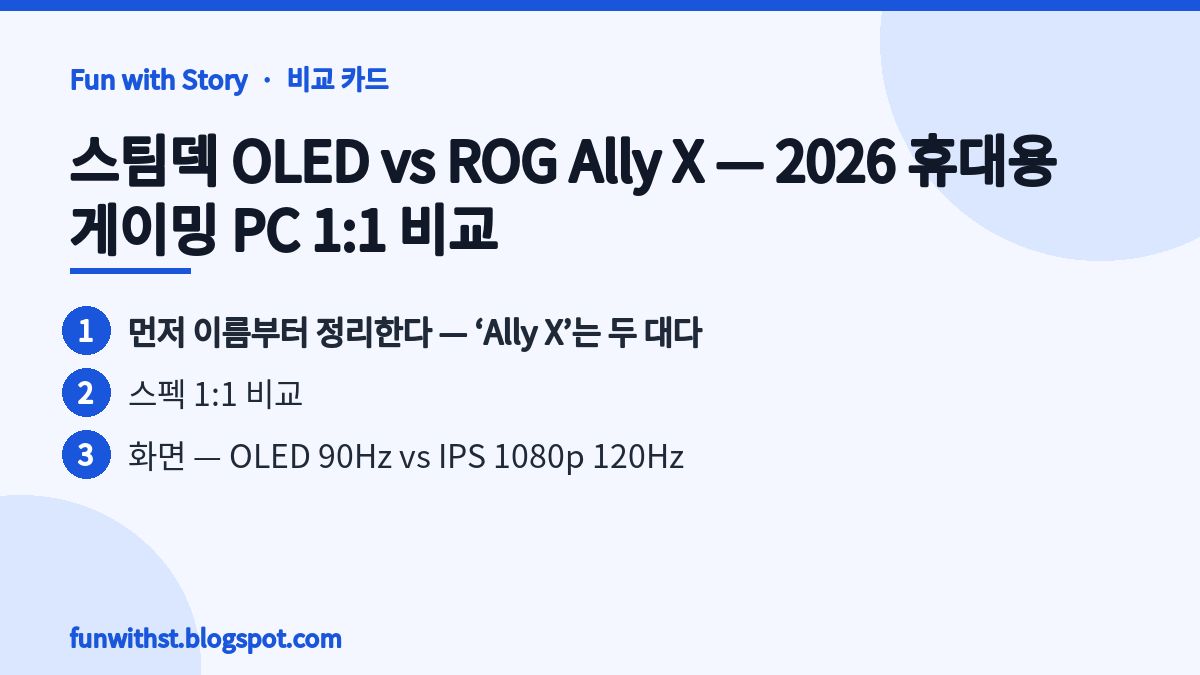 Fun with Story · 비교 카드
스팀덱 OLED vs ROG Ally X — 2026 휴대용
게이밍 PC 1:1 비교
1 먼저 이름부터 정리한다 — ‘Ally X’는 두 대다
2 스펙 1:1 비교
3 화면 — OLED 90Hz vs IPS 1080p 120Hz
funwithst.blogspot.com